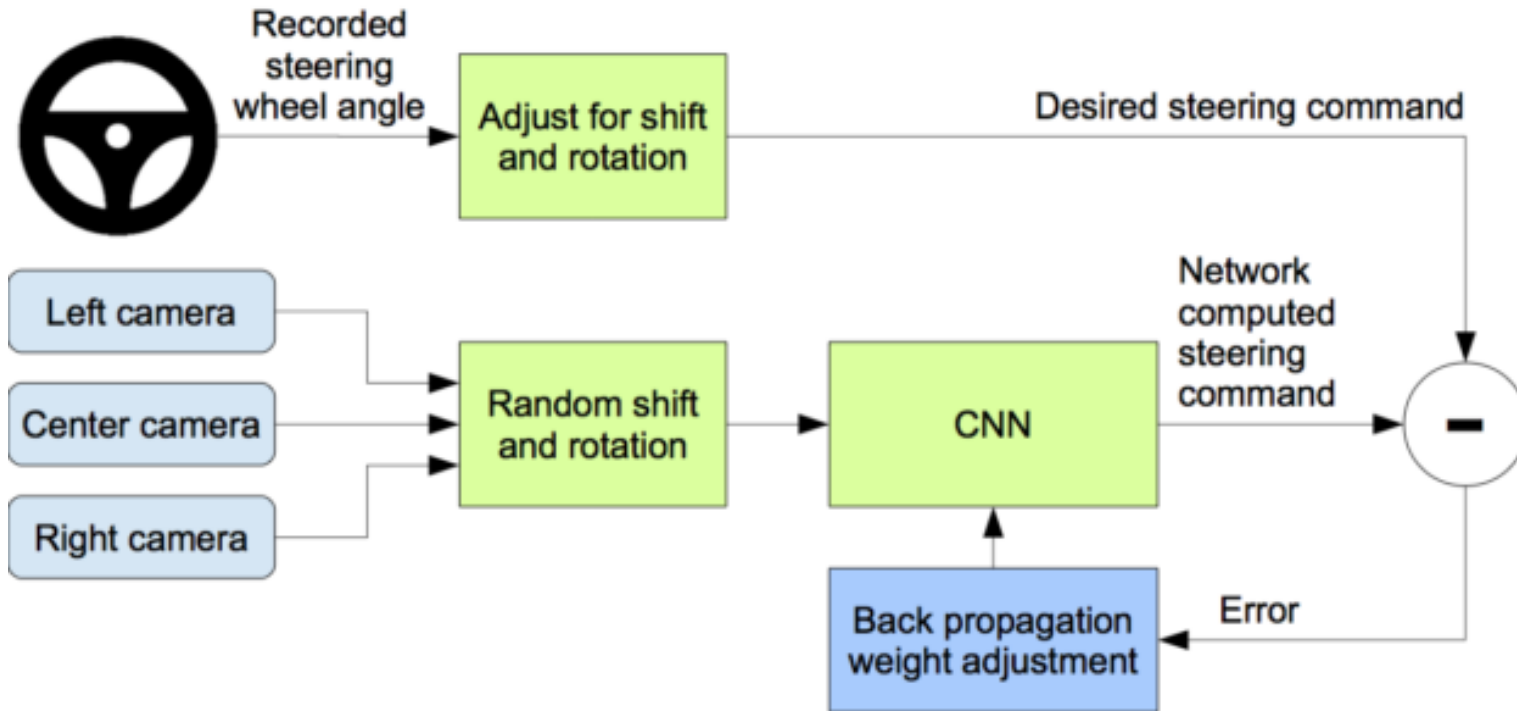 Recorded
steering
wheel angle
Adjust for shift
and rotation
Desired steering command
Left camera
Center camera
Right camera
Random shift
and rotation
CNN
Network
computed
steering
command
-
Back propagation
weight adjustment
Error